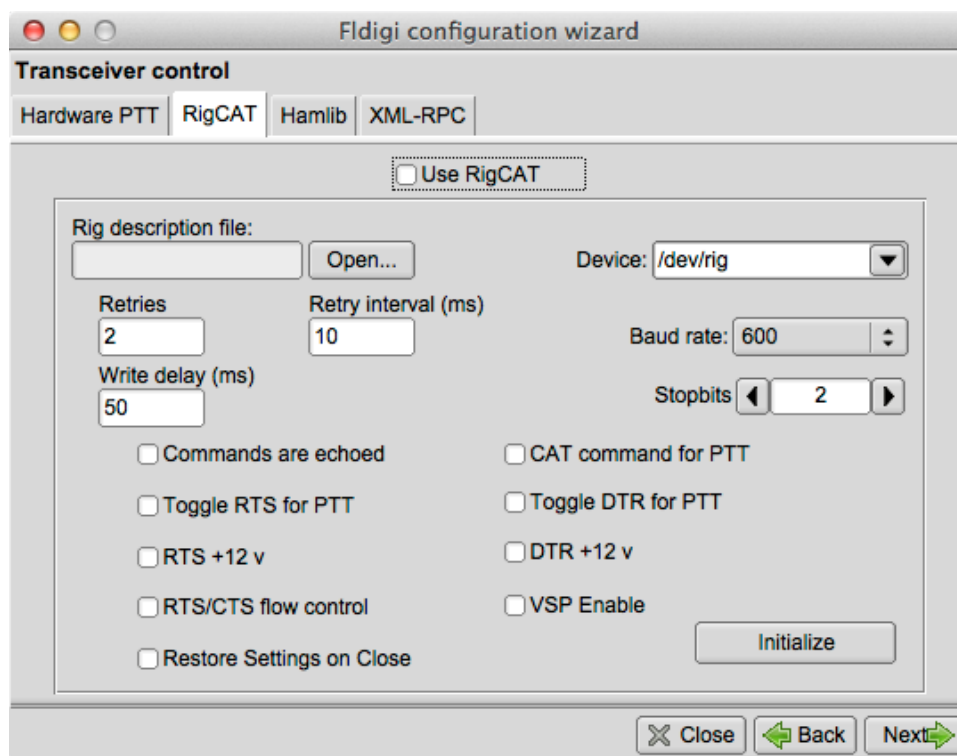 Fldigi configuration wizard
Transceiver control
Hardware PTT RigCAT Hamlib XML-RPC
Use RigCAT
Rig description file:
Open... Device: /dev/rig
Retries Retry interval (ms)
2 10 Baud rate: 600
Write delay (ms)
50 Stopbits 2
Commands are echoed CAT command for PTT
Toggle RTS for PTT Toggle DTR for PTT
RTS +12 v DTR +12 v
RTS/CTS flow control VSP Enable
Initialize
Restore Settings on Close
Close Back Next